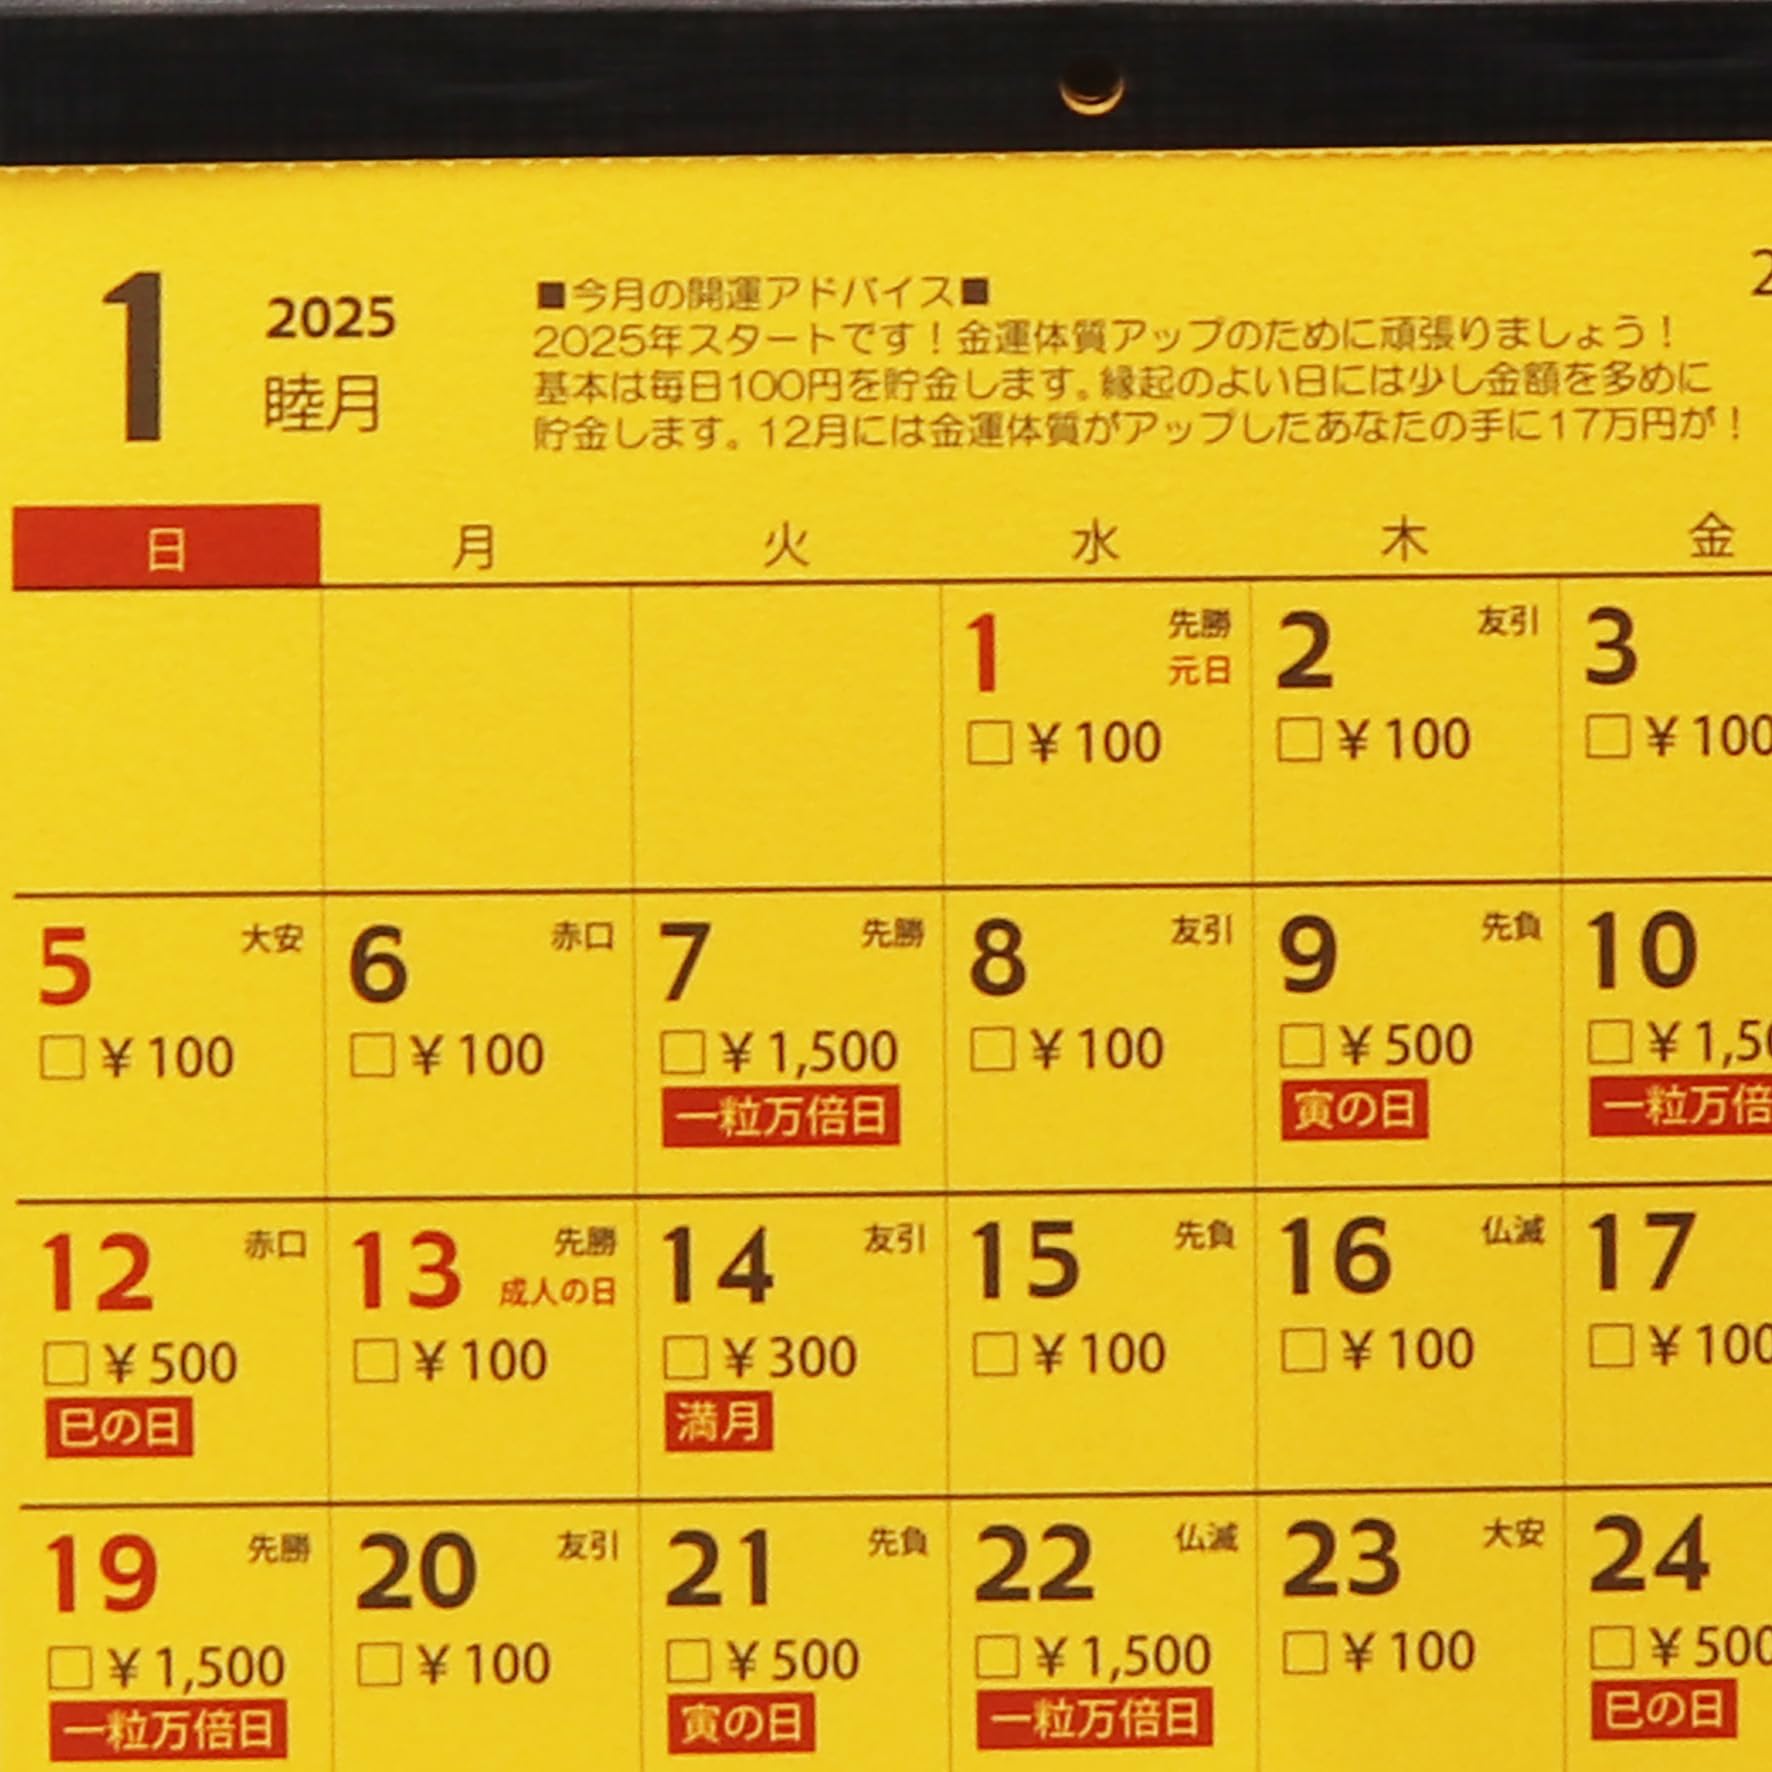 1
2025
睦月
■今月の開運アドバイス■
2025年スタートです！金運体質アップのために頑張りましょう！
基本は毎日100円を貯金します。縁起のよい日には少し金額を多めに
貯金します。12月には金運体質がアップしたあなたの手に17万円が！
日 月 火 水 木 金
1 先勝 2 友引 3
元日
□¥100 □¥100 □¥100
5 大安 6 赤口 7 先勝 8 友引 9 先負 10
□¥100 □¥100 □¥1,500 □¥100 □¥500 □¥1,50
一粒万倍日 寅の日 一粒万倍
12 赤口 13 先勝 14 友引 15 先負 16 仏滅 17
成人の日
□¥500 □¥100 □¥300 □¥100 □¥100 □¥100
巳の日 満月
19 先勝 20 友引 21 先負 22 仏滅 23 大安 24
□¥1,500 □¥100 □¥500 □¥1,500 □¥100 □¥500
一粒万倍日 寅の日 一粒万倍日 巳の日